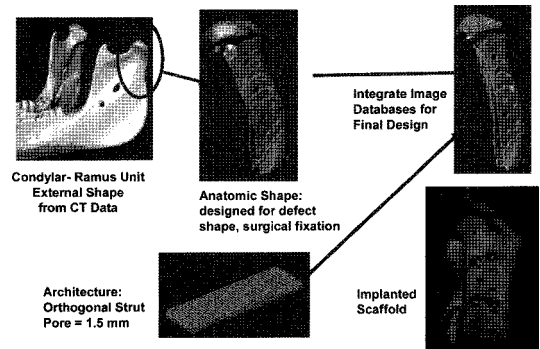 Condylar- Ramus Unit
External Shape
from CT Data
Anatomic Shape:
designed for defect
shape, surgical fixation
Integrate Image
Databases for
Final Design
Architecture:
Orthogonal Strut
Pore = 1.5 mm
Implanted
Scaffold